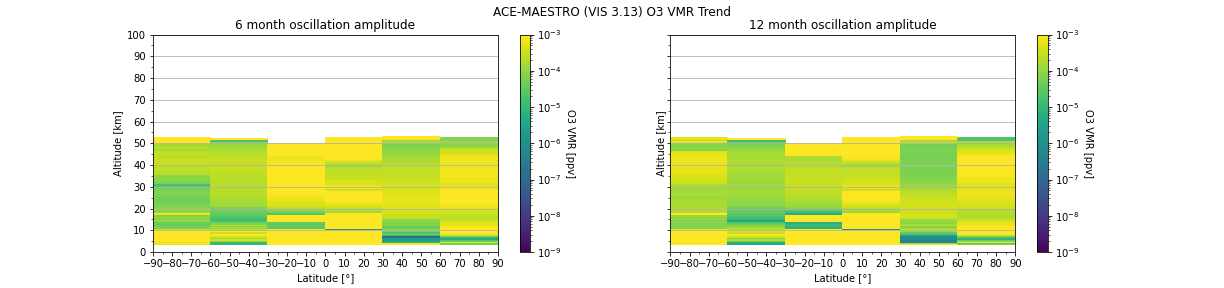 ACE-MAESTRO (VIS 3.13) O3 VMR Trend
6 month oscillation amplitude
12 month oscillation amplitude
Altitude [km]
100
90
80
70
60
50
40
30
20
10
0
−90 −80 −70 −60 −50 −40 −30 −20 −10 0 10 20 30 40 50 60 70 80 90
Latitude [°]
10⁻³
10⁻⁴
10⁻⁵
10⁻⁶
10⁻⁷
10⁻⁸
10⁻⁹
O3 VMR [ppv]
Altitude [km]
−90 −80 −70 −60 −50 −40 −30 −20 −10 0 10 20 30 40 50 60 70 80 90
Latitude [°]
10⁻³
10⁻⁴
10⁻⁵
10⁻⁶
10⁻⁷
10⁻⁸
10⁻⁹
O3 VMR [ppv]